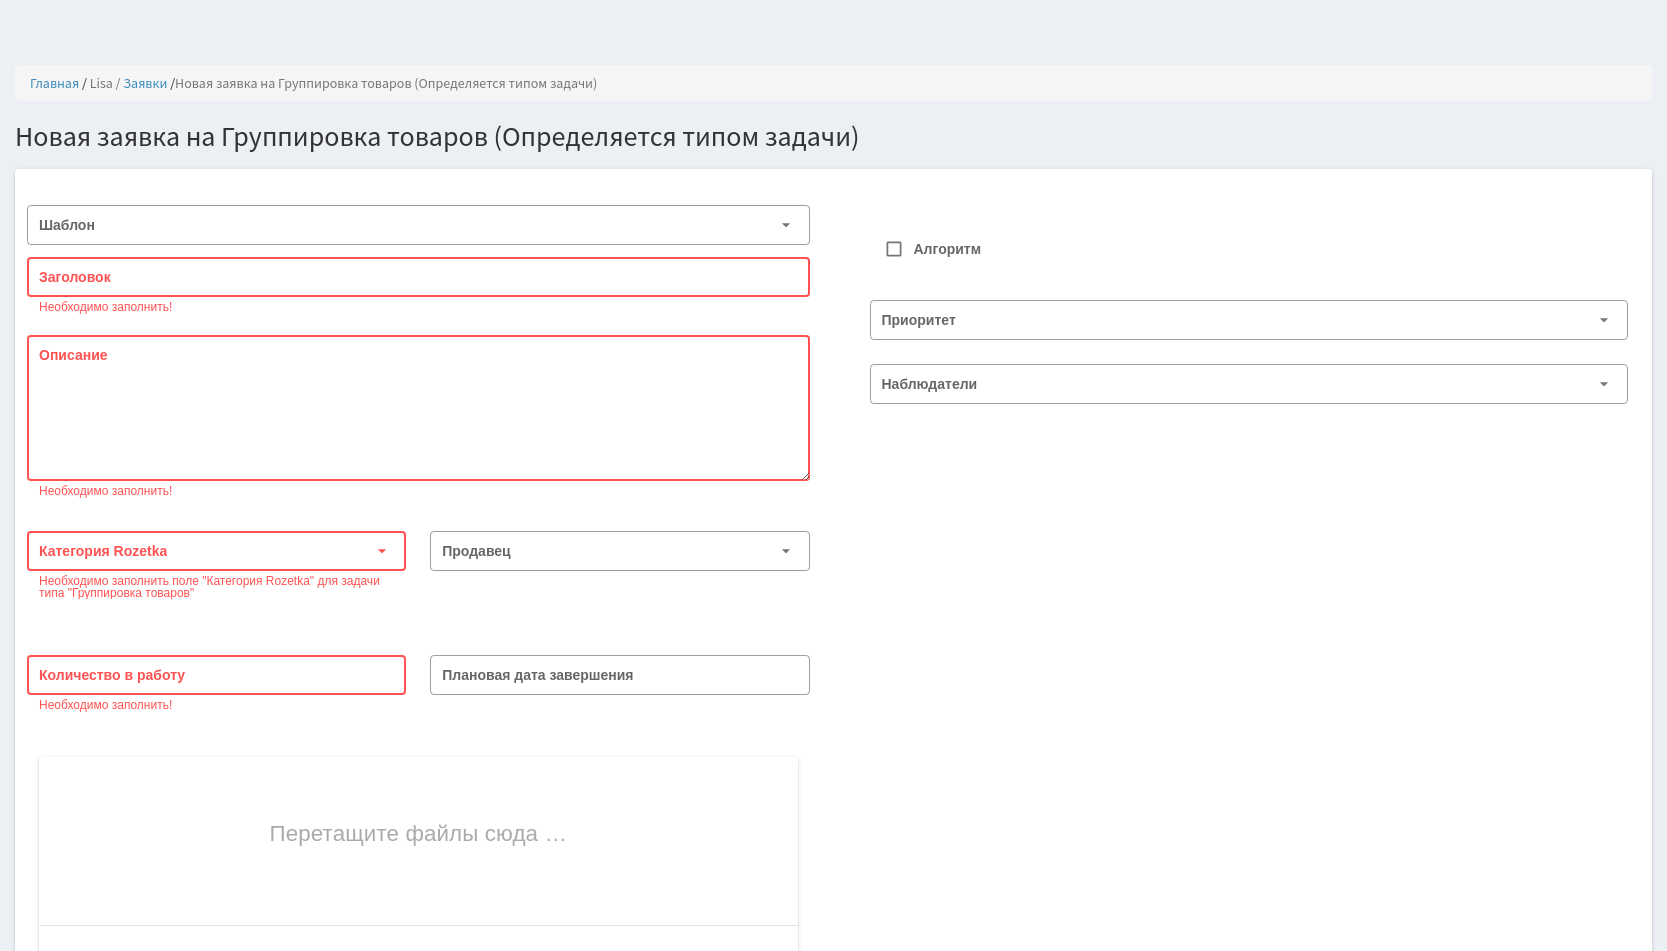 Главная / Lisa / Заявки /Новая заявка на Группировка товаров (Определяется типом задачи)
Новая заявка на Группировка товаров (Определяется типом задачи)
Шаблон
Заголовок
Необходимо заполнить!
Описание
Необходимо заполнить!
Категория Rozetka
Необходимо заполнить поле "Категория Rozetka" для задачи
типа "Группировка товаров"
Продавец
Количество в работу
Необходимо заполнить!
Плановая дата завершения
Перетащите файлы сюда …
Алгоритм
Приоритет
Наблюдатели